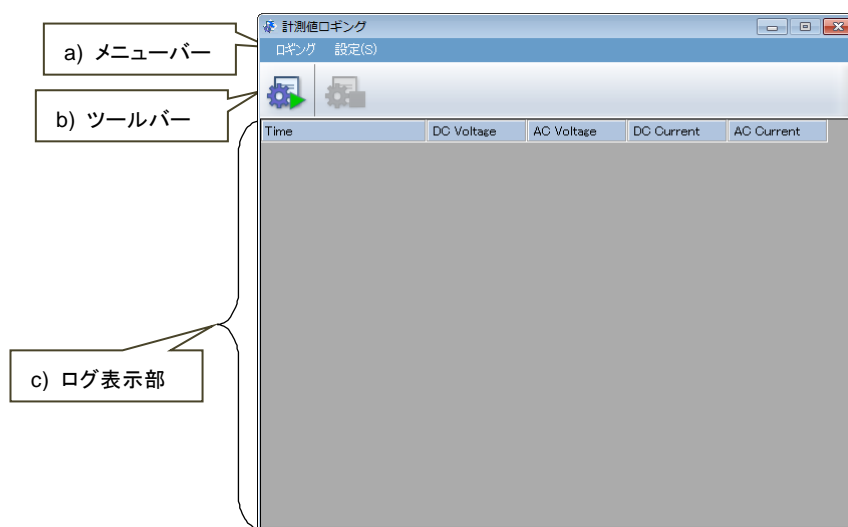 計測値ロギング
a) メニューバー
ロギング 設定(S)
b) ツールバー
Time DC Voltage AC Voltage DC Current AC Current
c) ログ表示部